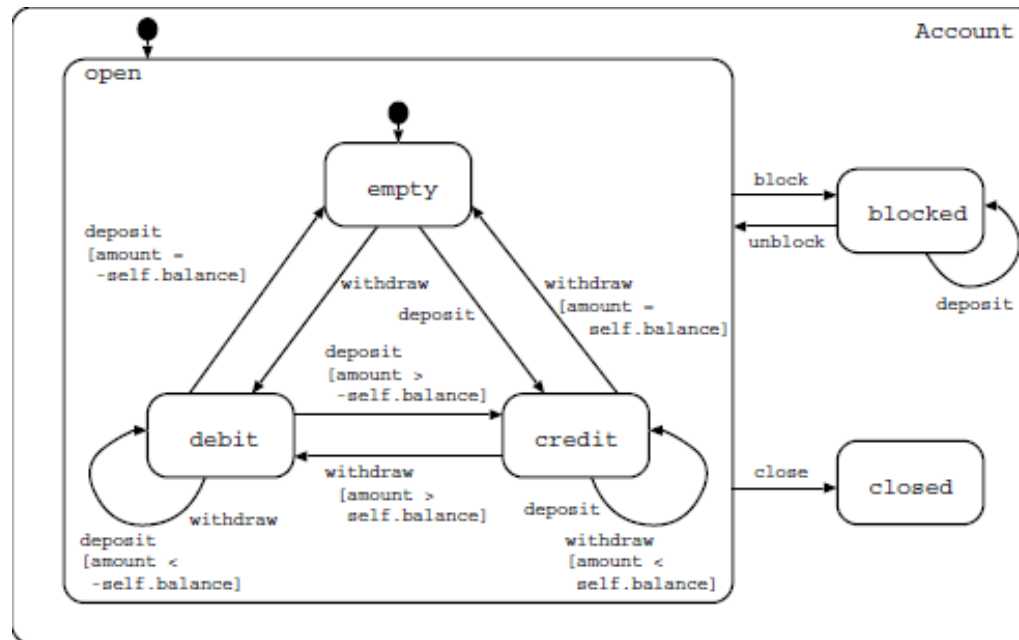 Account
open
empty
block
blocked
unblock
deposit
deposit
[amount =
-self.balance]
withdraw
deposit
withdraw
[amount =
self.balance]
deposit
[amount >
-self.balance]
debit
credit
withdraw
[amount >
self.balance]
close
closed
withdraw
deposit
[amount <
-self.balance]
deposit
withdraw
[amount <
self.balance]